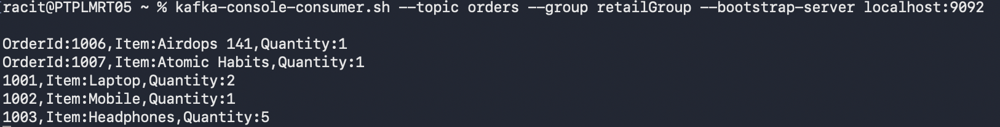 racit@PTPLMRT05 ~ % kafka-console-consumer.sh --topic orders --group retailGroup --bootstrap-server localhost:9092
OrderId:1006,Item:Airdops 141,Quantity:1
OrderId:1007,Item:Atomic Habits,Quantity:1
1001,Item:Laptop,Quantity:2
1002,Item:Mobile,Quantity:1
1003,Item:Headphones,Quantity:5